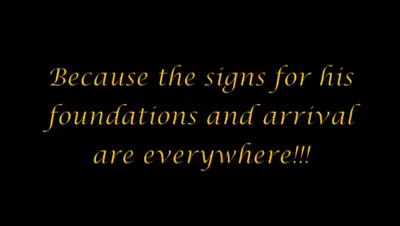 Because the signs for his
foundations and arrival
are everywhere!!!